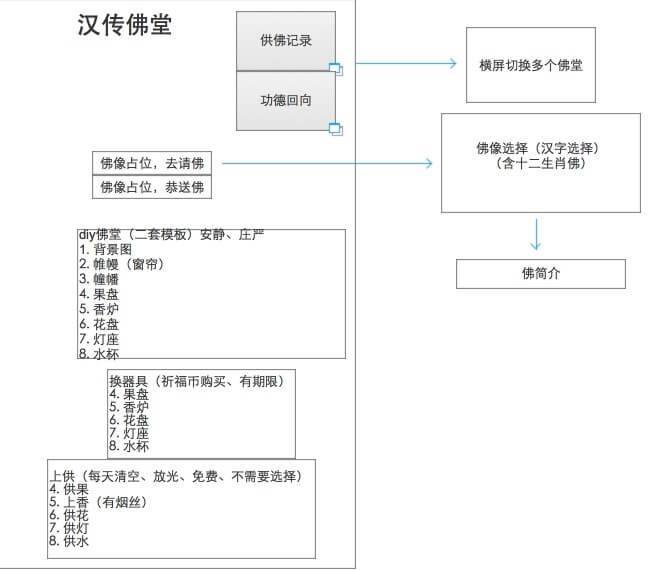 汉传佛堂
供佛记录
功德回向
横屏切换多个佛堂
佛像占位，去请佛
佛像占位，恭送佛
佛像选择（汉字选择）
（含十二生肖佛）
佛简介
diy佛堂（二套模板）安静、庄严
1. 背景图
2. 帷幔（窗帘）
3. 幢幡
4. 果盘
5. 香炉
6. 花盘
7. 灯座
8. 水杯
换器具（祈福币购买、有期限）
4. 果盘
5. 香炉
6. 花盘
7. 灯座
8. 水杯
上供（每天清空、放光、免费、不需要选择）
4. 供果
5. 上香（有烟丝）
6. 供花
7. 供灯
8. 供水